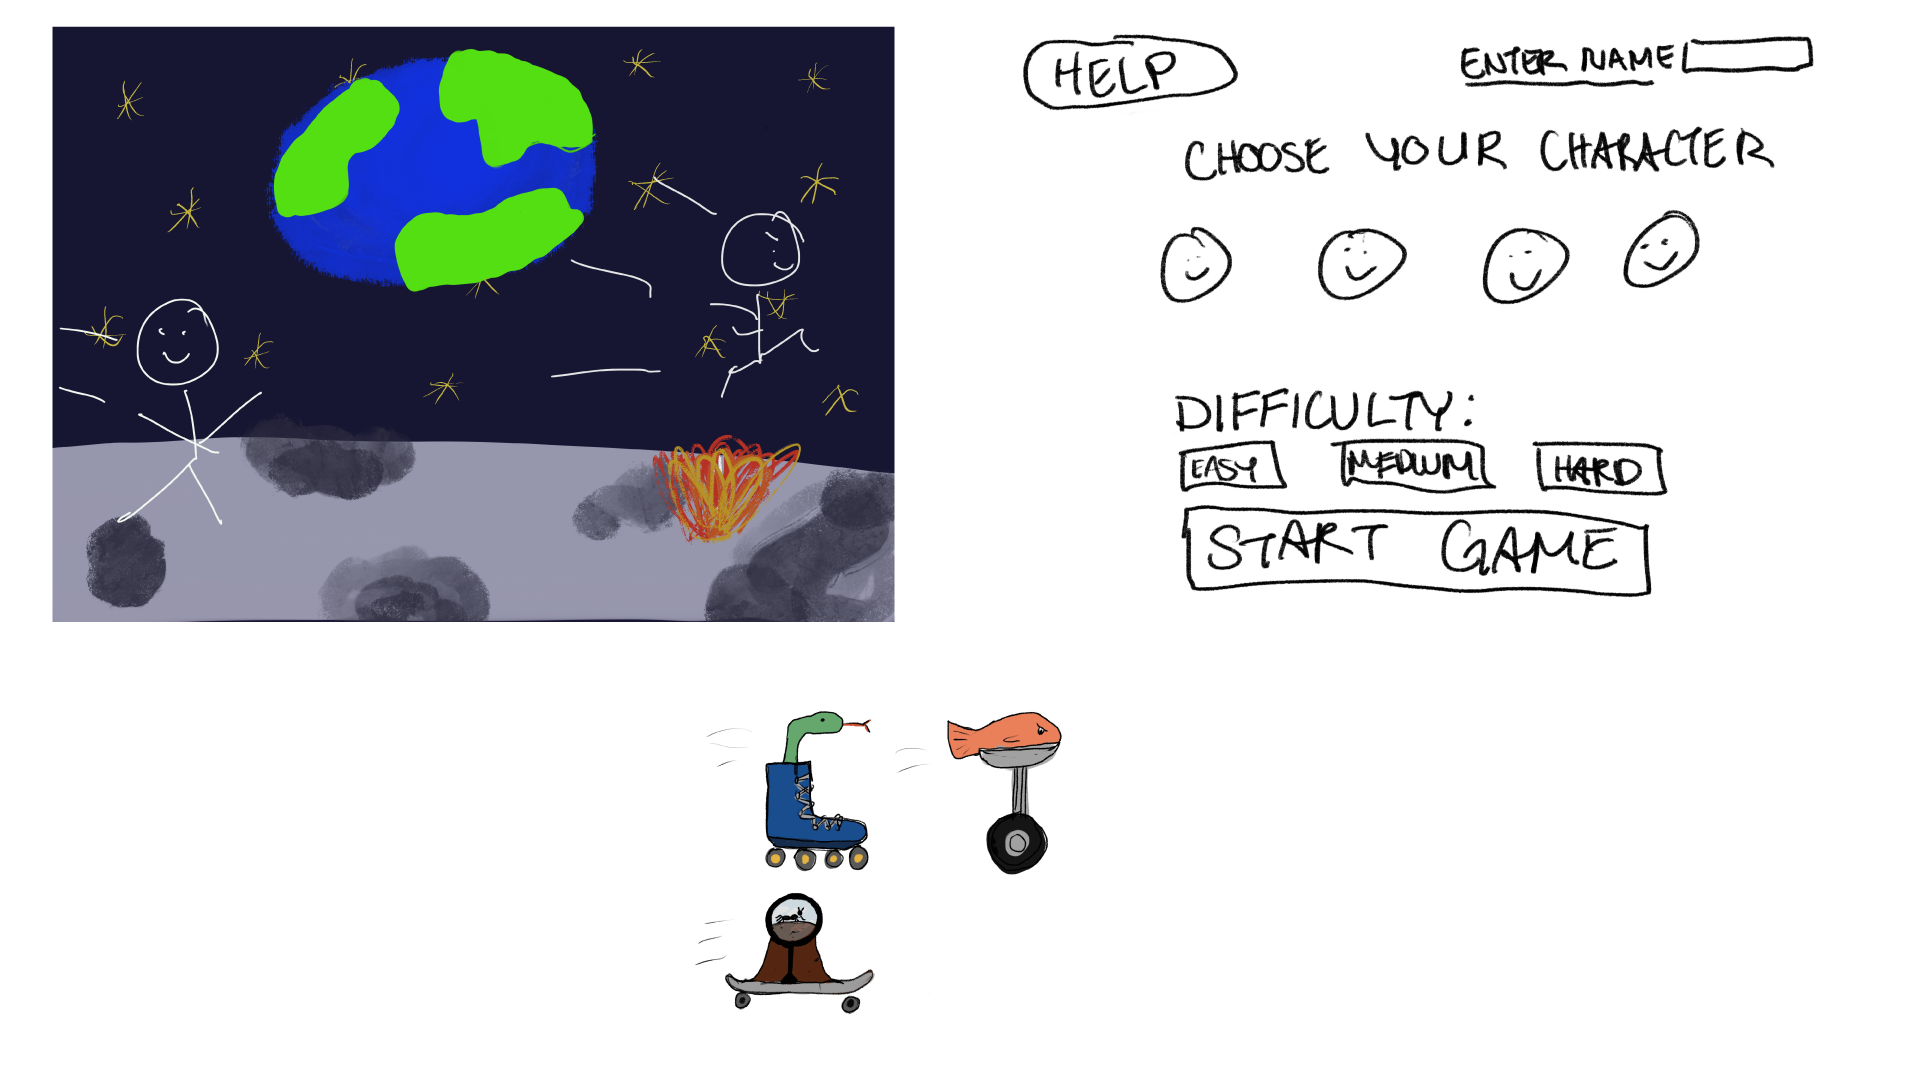 HELP
ENTER NAME
CHOOSE YOUR CHARACTER
DIFFICULTY:
EASY MEDIUM HARD
START GAME